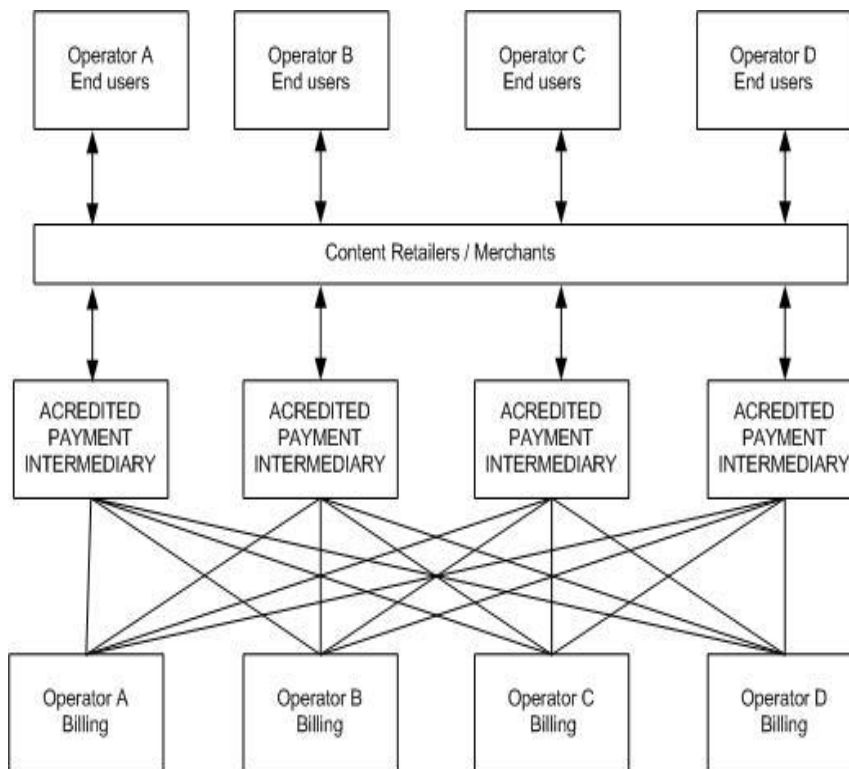 Operator A
End users
Operator B
End users
Operator C
End users
Operator D
End users
Content Retailers / Merchants
ACREDITED
PAYMENT
INTERMEDIARY
ACREDITED
PAYMENT
INTERMEDIARY
ACREDITED
PAYMENT
INTERMEDIARY
ACREDITED
PAYMENT
INTERMEDIARY
Operator A
Billing
Operator B
Billing
Operator C
Billing
Operator D
Billing